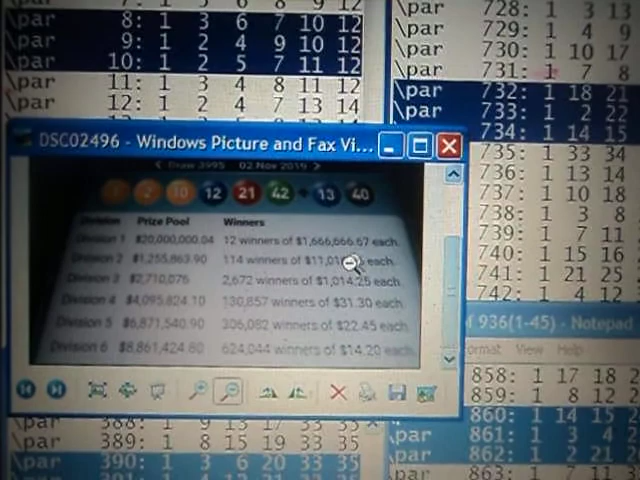 8: 1 3 6 7 10 12
\par 9: 1 2 4 9 10 12
\par 10: 1 2 5 7 11 12
\par 11: 1 3 4 8 11 12
\par 12: 1 2 4 7 13 14
\par 728: 1 3 13
\par 729: 1 4 9
\par 730: 1 10 17
\par 731: 1 7 8
\par 732: 1 18 21
\par 733: 1 2 22
734: 1 14 15
735: 1 33 34
736: 1 13 14
737: 1 10 18
738: 1 3 8
739: 1 7 11
740: 1 15 16
741: 1 21 25
742: 1 4 12
DSC02496 - Windows Picture and Fax Vi...
< Draw 3995 02 Nov 2019 >
1 2 10 12 21 42 + 13 40
Division Prize Pool Winners
Division 1 $20,000,000.04 12 winners of $1,666,666.67 each.
Division 2 $1,255,863.90 114 winners of each.
Division 3 $2,710,076 2,672 winners of $1,014.25 each.
Division 4 $4,095,824.10 130,857 winners of $31.30 each.
Division 5 $6,871,540.90 306,082 winners of $22.45 each.
Division 6 $8,861,424.80 624,044 winners of $14.20 each.
936(1-45) - Notepad
View Help
858: 1 17 18 2
859: 1 8 12 2
860: 1 14 15 2
\par 861: 1 3 4 2
\par 862: 1 2 21 2
\par 863: 1 7 11 3
\par 388: 1 9 13 17 33 35
\par 389: 1 8 15 19 33 35
\par 390: 1 3 6 20 33 35